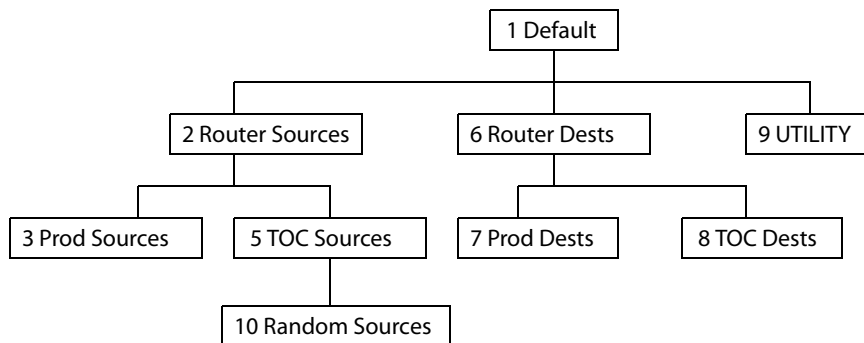 1 Default
2 Router Sources
6 Router Dests
9 UTILITY
3 Prod Sources
5 TOC Sources
7 Prod Dests
8 TOC Dests
10 Random Sources